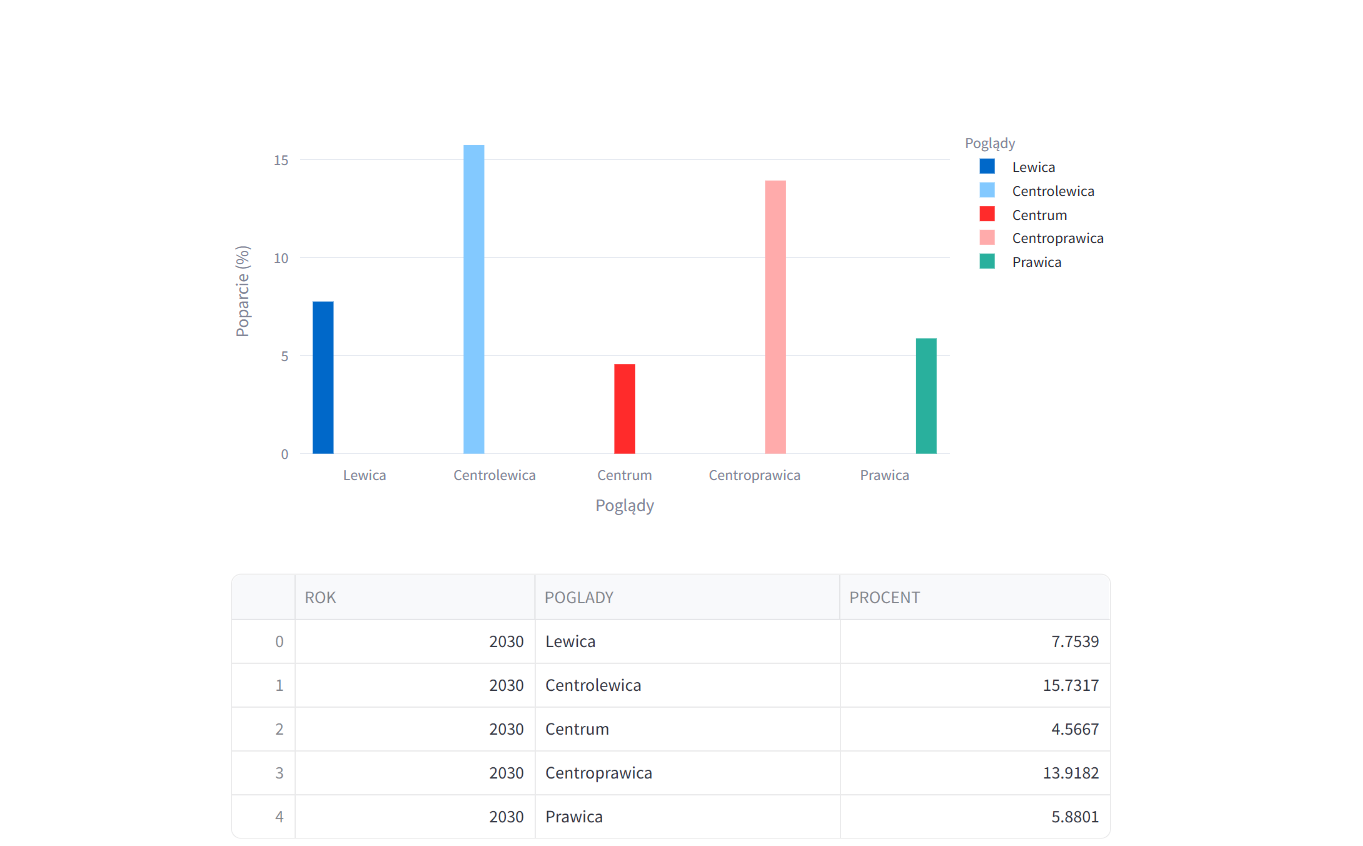 Poglądy
Lewica
Centrolewica
Centrum
Centroprawica
Prawica
Poparcie (%)
15
10
5
0
Lewica Centrolewica Centrum Centroprawica Prawica
Poglądy
ROK POGLADY PROCENT
0 2030 Lewica 7.7539
1 2030 Centrolewica 15.7317
2 2030 Centrum 4.5667
3 2030 Centroprawica 13.9182
4 2030 Prawica 5.8801